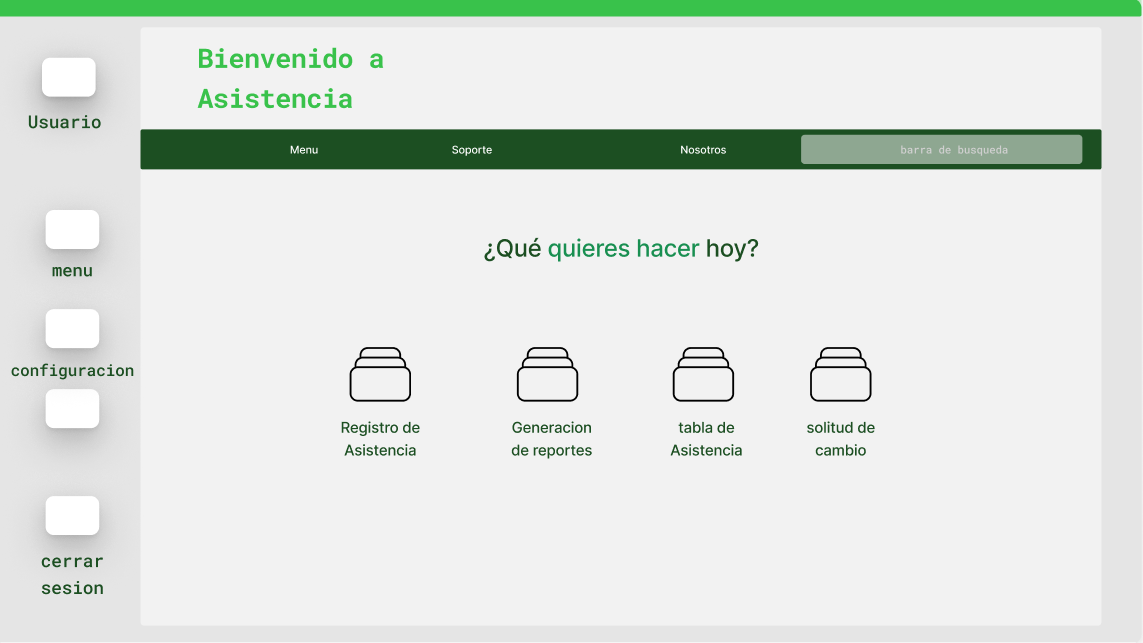 Bienvenido a
Asistencia
Usuario
Menu
Soporte
Nosotros
barra de busqueda
¿Qué quieres hacer hoy?
menu
configuracion
cerrar
sesion
Registro de
Asistencia
Generacion
de reportes
tabla de
Asistencia
solitud de
cambio